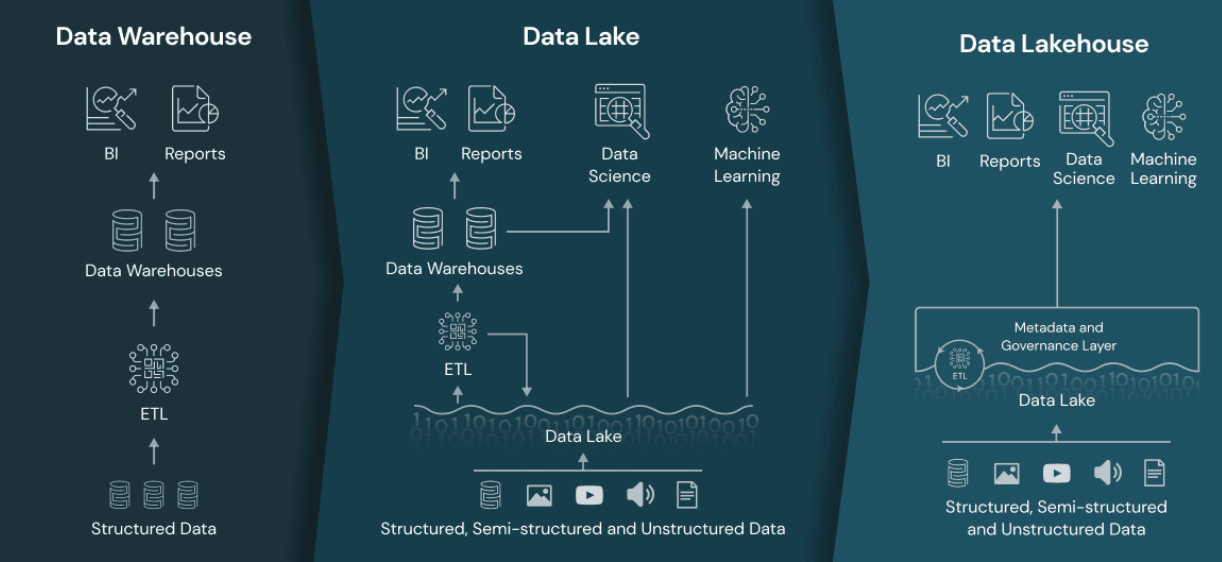 Data Warehouse
BI
Reports
Data Warehouses
ETL
Structured Data
Data Lake
BI
Reports
Data
Science
Machine
Learning
Data Warehouses
ETL
Data Lake
Structured, Semi-structured and Unstructured Data
Data Lakehouse
BI
Reports
Data
Science
Machine
Learning
Metadata and
Governance Layer
ETL
Data Lake
Structured, Semi-structured
and Unstructured Data